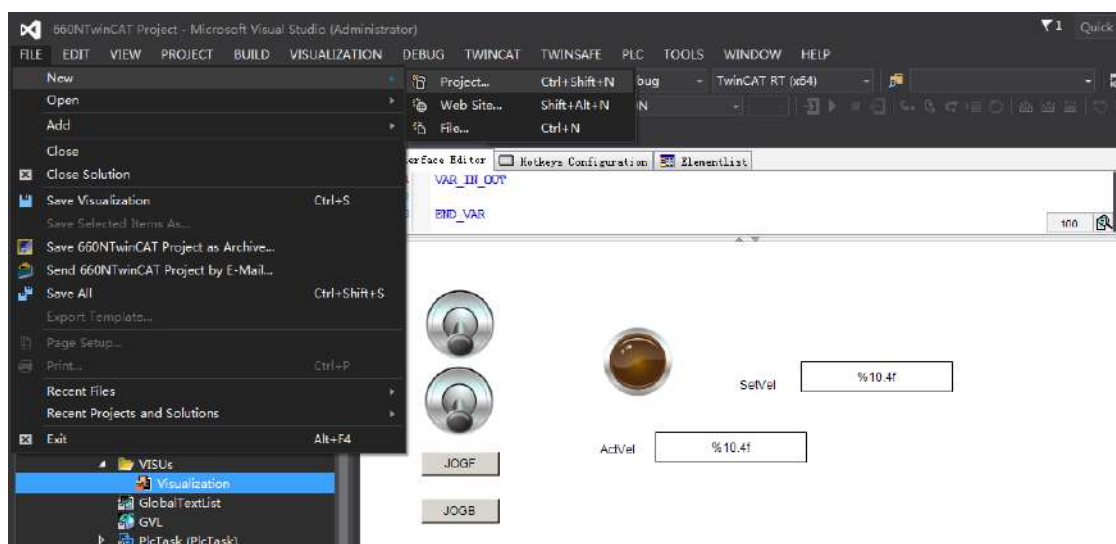 660NTwinCAT Project - Microsoft Visual Studio (Administrator)
1 Quick
FILE EDIT VIEW PROJECT BUILD VISUALIZATION DEBUG TWINCAT TWINSAFE PLC TOOLS WINDOW HELP
New
Project... Ctrl+Shift+N
bug TwinCAT RT (x64)
Open
Web Site... Shift+Alt+N
N
Add
File... Ctrl+N
Close
erface Editor Hotkeys Configuration ElementList
Close Solution
VAR_IN_OUT
Save Visualization Ctrl+S
END_VAR
Save Selected Items As...
100
Save 660NTwinCAT Project as Archive...
Send 660NTwinCAT Project by E-Mail...
Save All Ctrl+Shift+S
Export Template...
Page Setup...
Print... Ctrl+P
Recent Files
Recent Projects and Solutions
Exit Alt+F4
SetVel %10.4f
ActVel %10.4f
VISUs
JOGF
Visualization
GlobalTextList
GVL
JOGB
PlcTask (PlcTask)